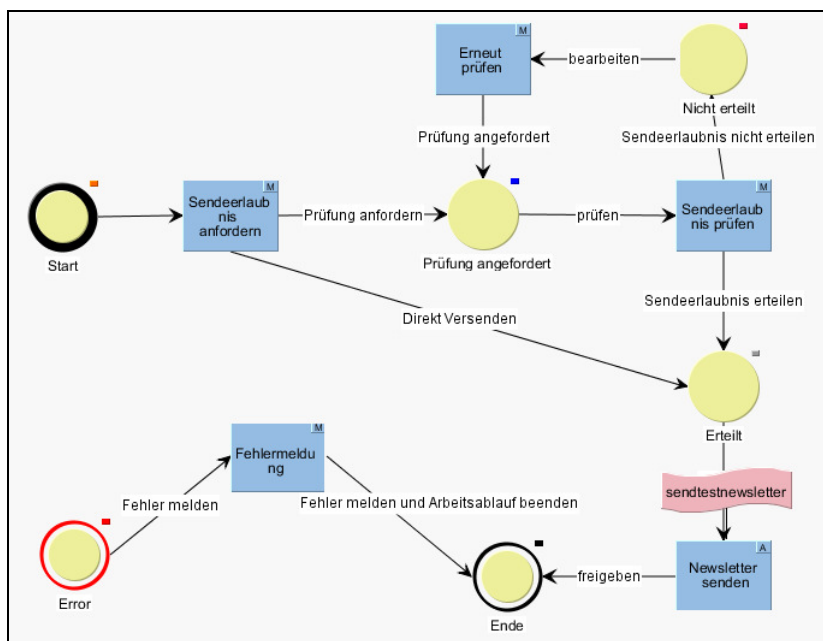 M
Erneut
prüfen
bearbeiten
Nicht erteilt
Prüfung angefordert
Sendeerlaubnis nicht erteilen
M
Sendeerlaub
nis
anfordern
Prüfung anfordern
prüfen
M
Sendeerlaub
nis prüfen
Start
Prüfung angefordert
Sendeerlaubnis erteilen
Direkt Versenden
Erteilt
M
Fehlermeldu
ng
sendtestnewsletter
Fehler melden
Fehler melden und Arbeitsablauf beenden
A
Newsletter
senden
freigeben
Error
Ende